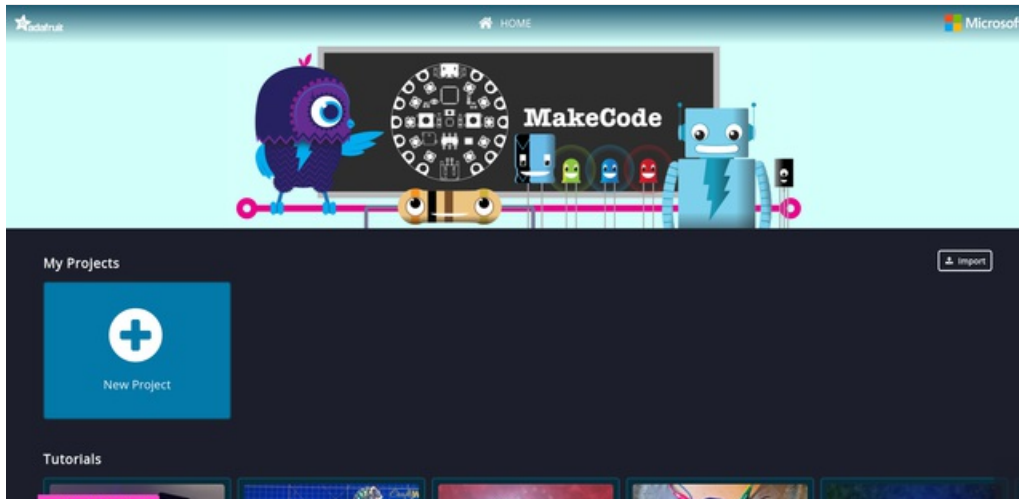 adafruit
HOME
Microsof
MakeCode
My Projects
Import
New Project
Tutorials